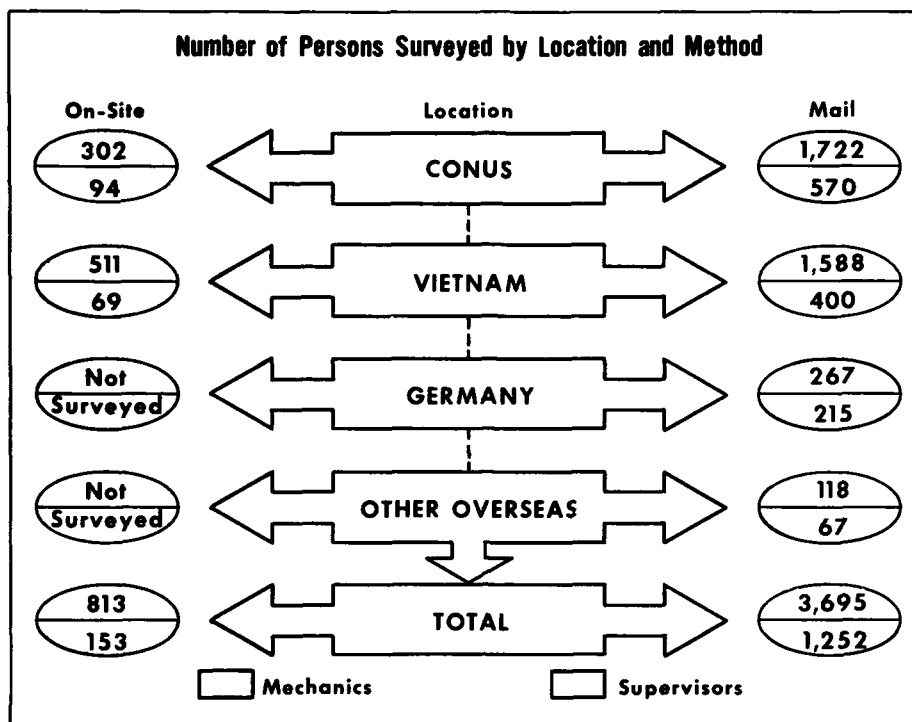 Number of Persons Surveyed by Location and Method
On-Site Location Mail
302 CONUS 1,722
94 570
511 VIETNAM 1,588
69 400
Not GERMANY 267
Surveyed 215
Not OTHER OVERSEAS 118
Surveyed 67
813 TOTAL 3,695
153 1,252
Mechanics Supervisors